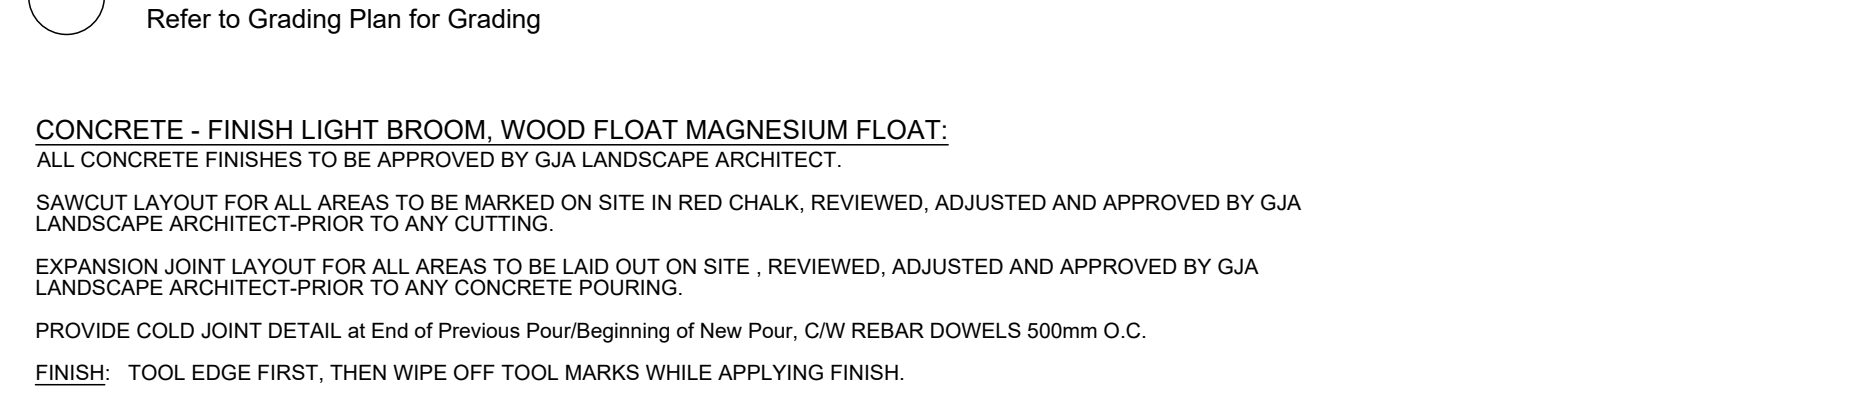 Refer to Grading Plan for Grading
CONCRETE - FINISH LIGHT BROOM, WOOD FLOAT MAGNESIUM FLOAT:
ALL CONCRETE FINISHES TO BE APPROVED BY GJA LANDSCAPE ARCHITECT.
SAWCUT LAYOUT FOR ALL AREAS TO BE MARKED ON SITE IN RED CHALK, REVIEWED, ADJUSTED AND APPROVED BY GJA
LANDSCAPE ARCHITECT-PRIOR TO ANY CUTTING.
EXPANSION JOINT LAYOUT FOR ALL AREAS TO BE LAID OUT ON SITE , REVIEWED, ADJUSTED AND APPROVED BY GJA
LANDSCAPE ARCHITECT-PRIOR TO ANY CONCRETE POURING.
PROVIDE COLD JOINT DETAIL at End of Previous Pour/Beginning of New Pour, C/W REBAR DOWELS 500mm O.C.
FINISH: TOOL EDGE FIRST, THEN WIPE OFF TOOL MARKS WHILE APPLYING FINISH.